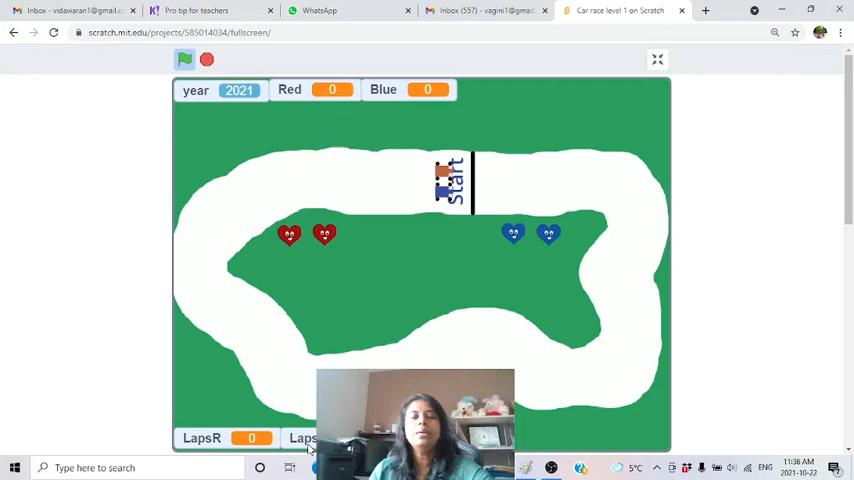 Inbox - vidawaran1@gmail.c
Pro tip for teachers
WhatsApp
Inbox (557) - vagini1@gmail.
Car race level 1 on Scratch
scratch.mit.edu/projects/585014034/fullscreen/
year 2021
Red 0
Blue 0
Start
LapsR 0
Laps
Type here to search
5°C
ENG
11:36 AM
2021-10-22